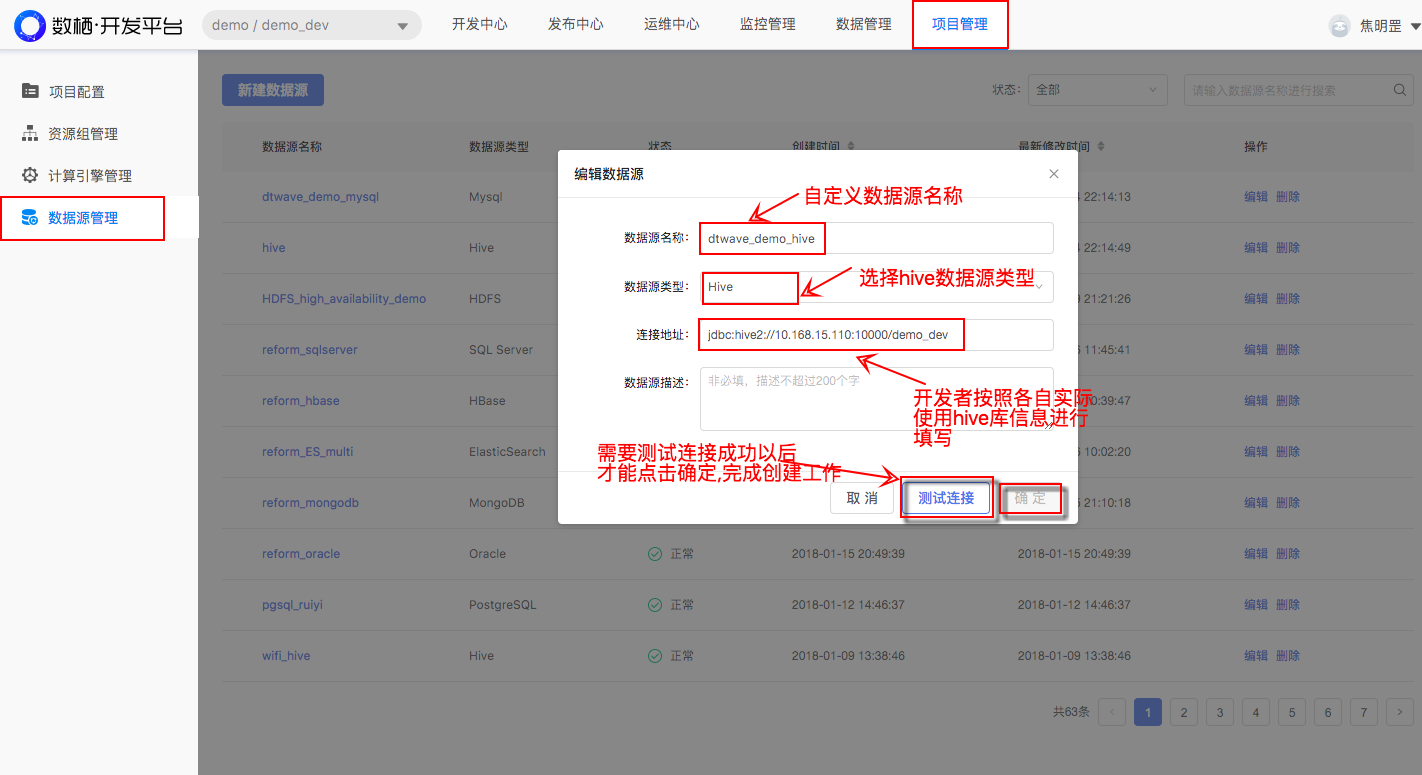 数栖·开发平台
demo / demo_dev
开发中心
发布中心
运维中心
监控管理
数据管理
项目管理
焦明罡
项目配置
资源组管理
计算引擎管理
数据源管理
新建数据源
状态：
全部
请输入数据源名称进行搜索
数据源名称
数据源类型
状态
创建时间
最新修改时间
操作
dtwave_demo_mysql
Mysql
22:14:13
编辑 删除
hive
Hive
22:14:49
编辑 删除
HDFS_high_availability_demo
HDFS
21:21:26
编辑 删除
reform_sqlserver
SQL Server
11:45:41
编辑 删除
reform_hbase
HBase
0:39:47
编辑 删除
reform_ES_multi
ElasticSearch
10:02:20
编辑 删除
reform_mongodb
MongoDB
21:10:18
编辑 删除
reform_oracle
Oracle
正常
2018-01-15 20:49:39
2018-01-15 20:49:39
编辑 删除
pgsql_ruiyi
PostgreSQL
正常
2018-01-12 14:46:37
2018-01-12 14:46:37
编辑 删除
wifi_hive
Hive
正常
2018-01-09 13:38:46
2018-01-09 13:38:46
编辑 删除
共63条
<
1
2
3
4
5
6
7
>
编辑数据源
自定义数据源名称
数据源名称：
dtwave_demo_hive
数据源类型：
Hive
选择hive数据源类型
连接地址：
jdbc:hive2://10.168.15.110:10000/demo_dev
数据源描述：
非必填，描述不超过200个字
开发者按照各自实际
使用hive库信息进行
填写
需要测试连接成功以后
才能点击确定,完成创建工作
取 消
测试连接
确 定